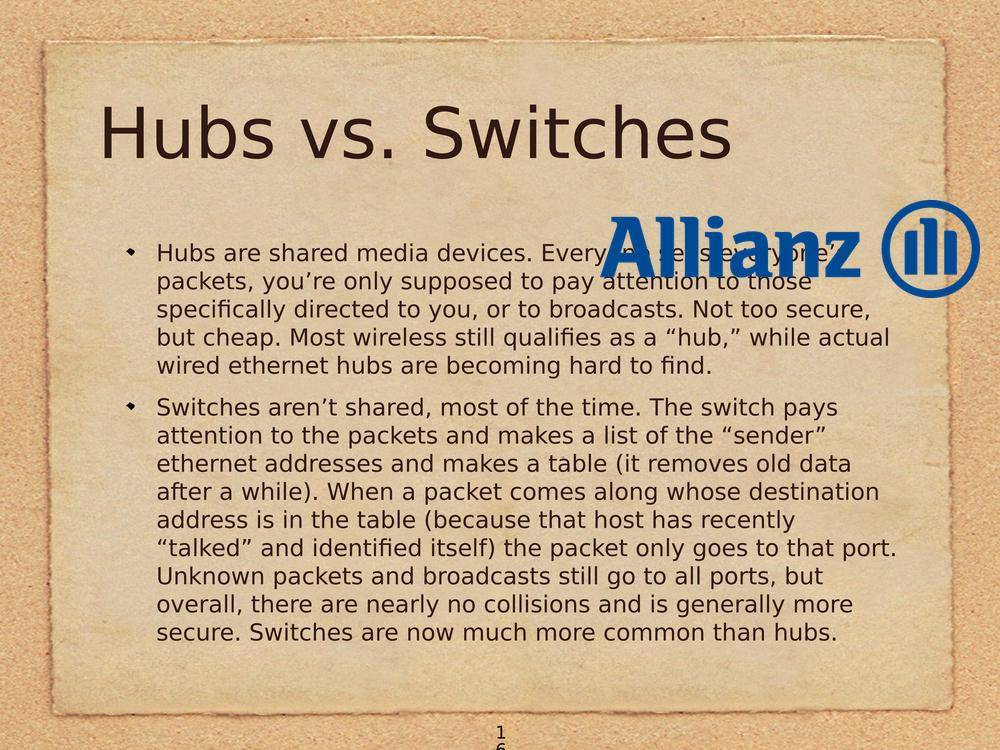 Hubs vs. Switches
Allianz
Hubs are shared media devices. Everyone sees everyone’
packets, you’re only supposed to pay attention to those
specifically directed to you, or to broadcasts. Not too secure,
but cheap. Most wireless still qualifies as a “hub,” while actual
wired ethernet hubs are becoming hard to find.
Switches aren’t shared, most of the time. The switch pays
attention to the packets and makes a list of the “sender”
ethernet addresses and makes a table (it removes old data
after a while). When a packet comes along whose destination
address is in the table (because that host has recently
“talked” and identified itself) the packet only goes to that port.
Unknown packets and broadcasts still go to all ports, but
overall, there are nearly no collisions and is generally more
secure. Switches are now much more common than hubs.
1
6